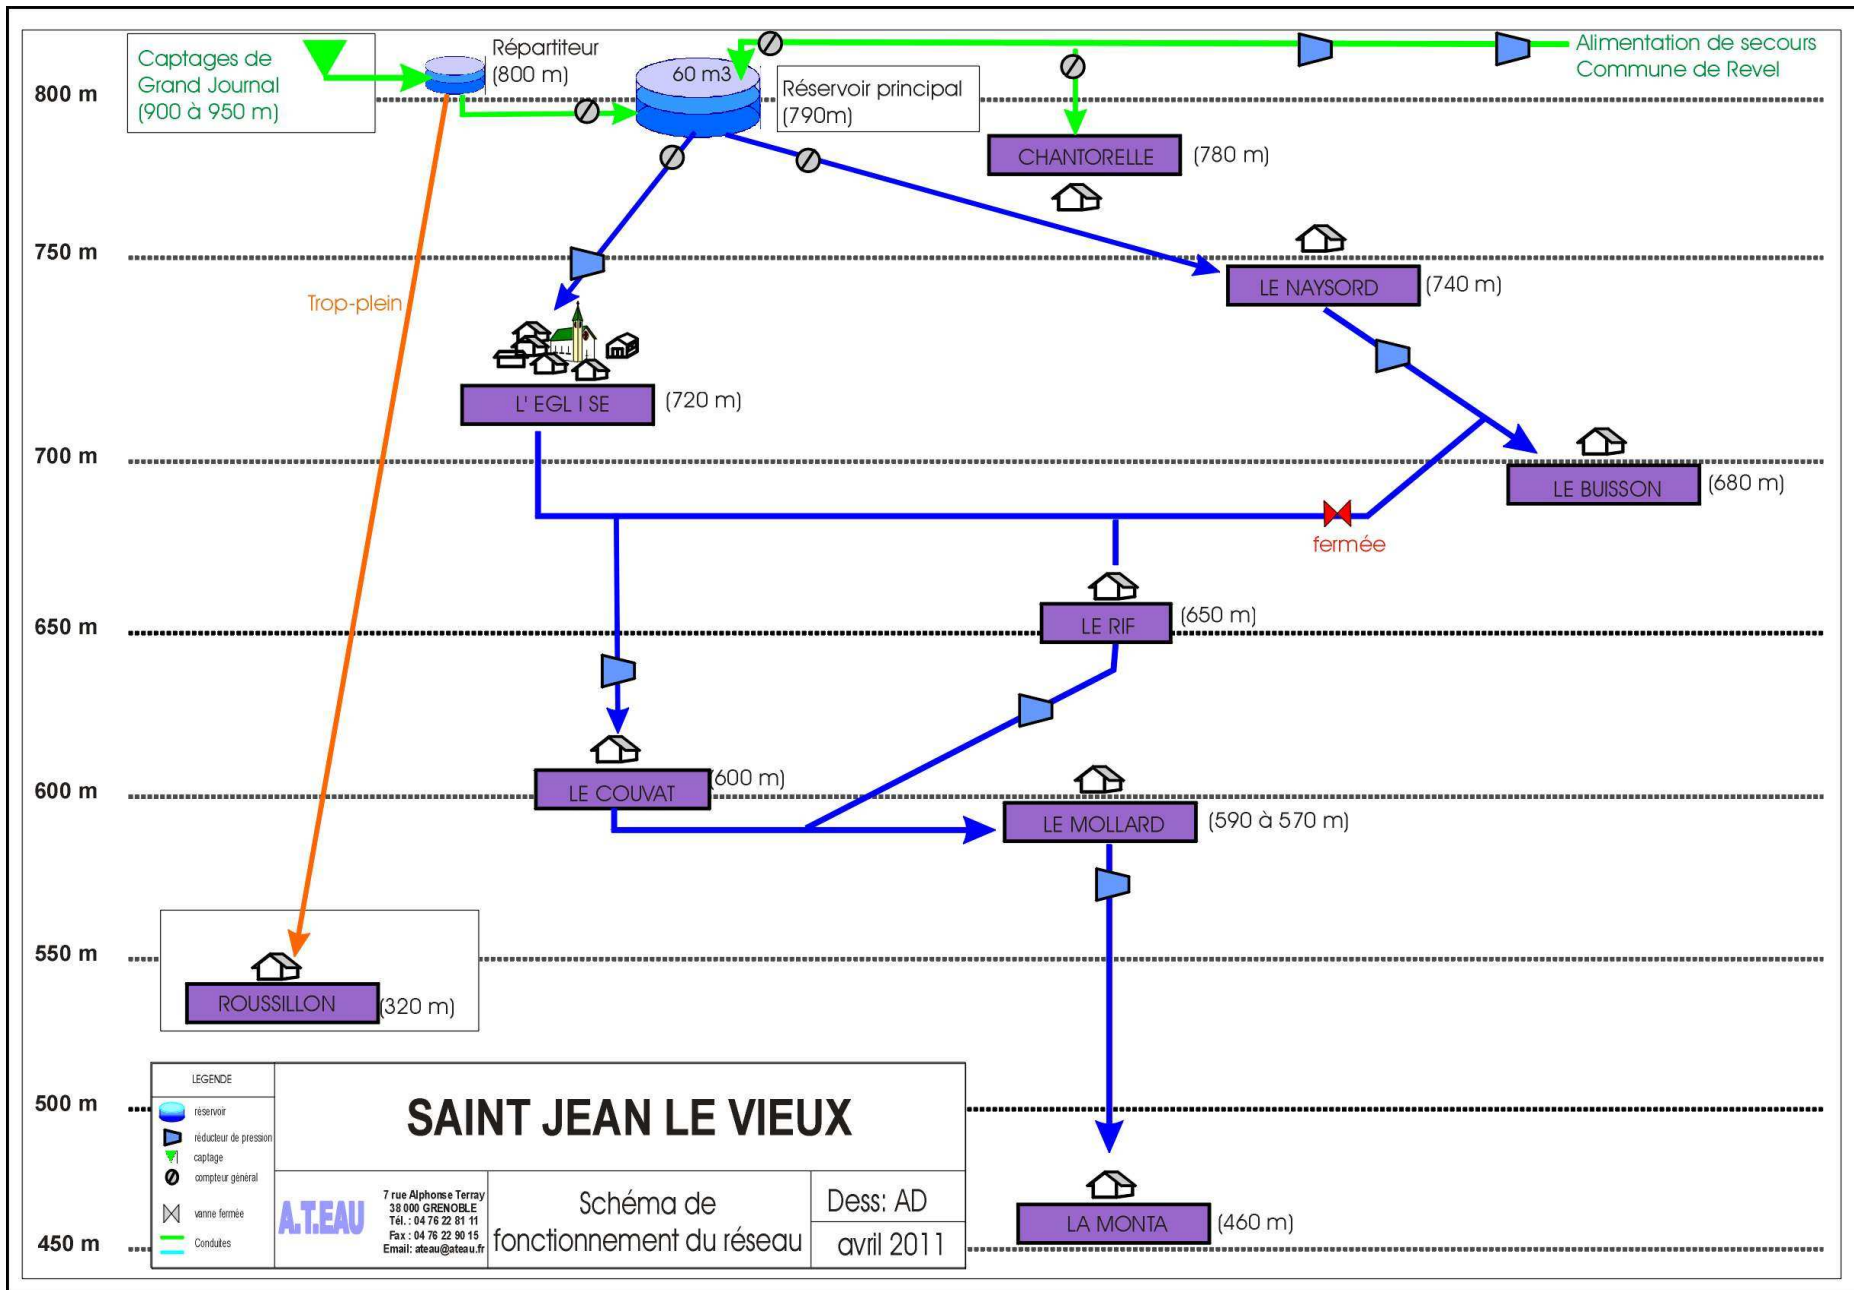 Captages de
Grand Journal
(900 à 950 m)
Répartiteur
(800 m)
60 m3
Réservoir principal
(790m)
Alimentation de secours
Commune de Revel
800 m
CHANTORELLE
(780 m)
750 m
LE NAYSORD
(740 m)
Trop-plein
L' EGL I SE
(720 m)
700 m
LE BUISSON
(680 m)
fermée
650 m
LE RIF
(650 m)
600 m
LE COUVAT
(600 m)
LE MOLLARD
(590 à 570 m)
550 m
ROUSSILLON
(320 m)
500 m
LA MONTA
(460 m)
450 m
LEGENDE
réservoir
réducteur de pression
captage
compteur général
vanne fermée
Conduites
SAINT JEAN LE VIEUX
A.T.EAU
7 rue Alphonse Terray
38 000 GRENOBLE
Tél. : 04 76 22 81 11
Fax : 04 76 22 90 15
Email: ateau@ateau.fr
Schéma de
fonctionnement du réseau
Dess: AD
avril 2011